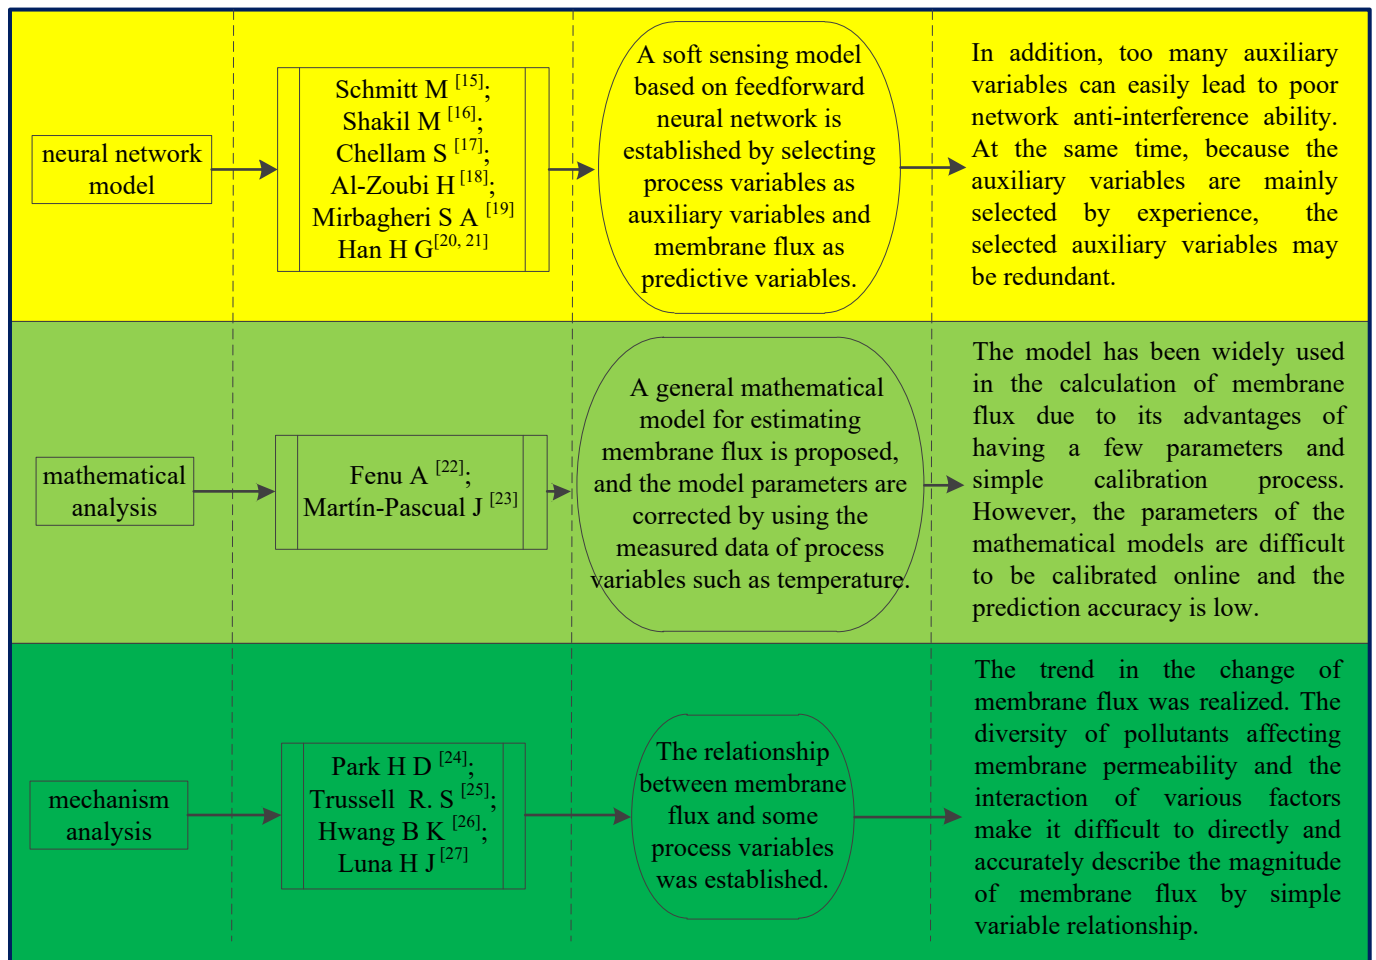 neural network
model
Schmitt M [15];
Shakil M [16];
Chellam S [17];
Al-Zoubi H [18];
Mirbagheri S A [19]
Han H G[20, 21]
A soft sensing model
based on feedforward
neural network is
established by selecting
process variables as
auxiliary variables and
membrane flux as
predictive variables.
In addition, too many auxiliary
variables can easily lead to poor
network anti-interference ability.
At the same time, because the
auxiliary variables are mainly
selected by experience, the
selected auxiliary variables may
be redundant.
mathematical
analysis
Fenu A [22];
Martín-Pascual J [23]
A general mathematical
model for estimating
membrane flux is proposed,
and the model parameters are
corrected by using the
measured data of process
variables such as temperature.
The model has been widely used
in the calculation of membrane
flux due to its advantages of
having a few parameters and
simple calibration process.
However, the parameters of the
mathematical models are difficult
to be calibrated online and the
prediction accuracy is low.
mechanism
analysis
Park H D [24];
Trussell R. S [25];
Hwang B K [26];
Luna H J [27]
The relationship
between membrane
flux and some
process variables
was established.
The trend in the change of
membrane flux was realized. The
diversity of pollutants affecting
membrane permeability and the
interaction of various factors
make it difficult to directly and
accurately describe the magnitude
of membrane flux by simple
variable relationship.